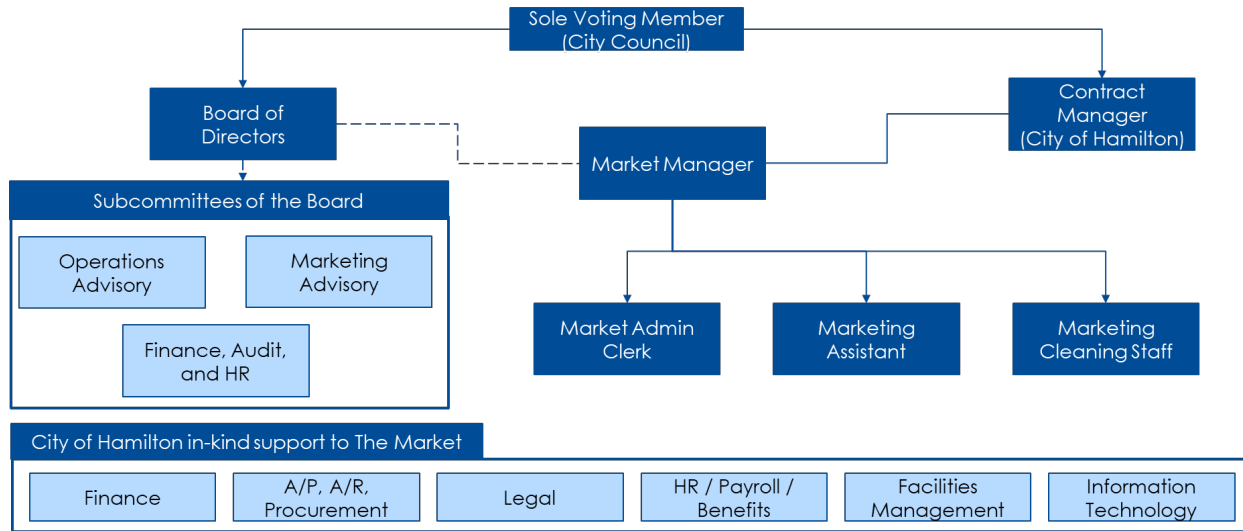 Sole Voting Member
(City Council)
Board of
Directors
Contract
Manager
(City of Hamilton)
Market Manager
Subcommittees of the Board
Operations
Advisory
Marketing
Advisory
Finance, Audit,
and HR
Market Admin
Clerk
Marketing
Assistant
Marketing
Cleaning Staff
City of Hamilton in-kind support to The Market
Finance
A/P, A/R,
Procurement
Legal
HR / Payroll /
Benefits
Facilities
Management
Information
Technology